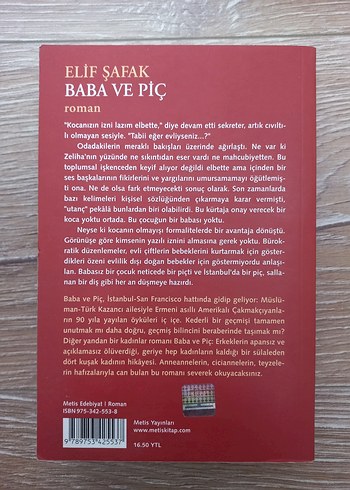 ELİF ŞAFAK
BABA VE PİÇ
roman
"Kocanızın izni lazım elbette," diye devam etti sekreter, artık cıvıltı-
lı olmayan sesiyle. "Tabii eğer evliyseniz...?"
Odadakilerin meraklı bakışları üzerinde ağırlaştı. Ne var ki
Zeliha'nın yüzünde ne sıkıntıdan eser vardı ne mahcubiyetten. Bu
toplumsal işkenceden keyif alıyor değildi elbette ama içinden bir
ses başkalarının fikirlerini ve yargılarını umursamamayı öğütlemiş-
ti ona. Ne de olsa fark etmeyecekti sonuç olarak. Son zamanlarda
bazı kelimeleri kişisel sözlüğünden çıkarmaya karar vermişti,
"utanç" pekâlâ bunlardan biri olabilirdi. Bu kürtaja onay verecek bir
koca yoktu ortada. Bu çocuğun bir babası yoktu.
Neyse ki kocanın olmayışı formalitelerde bir avantaja dönüştü.
Görünüşe göre kimsenin yazılı iznini almasına gerek yoktu. Bürok-
ratik düzenlemeler, evli çiftlerin bebeklerini kurtarmak için göster-
dikleri özeni evlilik dışı doğan bebekler için göstermiyordu anlaşı-
lan. Babasız bir çocuk neticede bir piçti ve İstanbul'da bir piç, salla-
nan bir diş gibi her an düşmeye hazırdı.
Baba ve Piç, İstanbul-San Francisco hattında gidip geliyor; Müslü-
man-Türk Kazancı ailesiyle Ermeni asıllı Amerikalı Çakmakçıyanla-
rın 90 yıla yayılan öyküleri iç içe. Kederli bir geçmişi tamamen
unutmak mı daha doğru, geçmiş bilincini beraberinde taşımak mı?
Diğer yandan bir kadınlar romanı Baba ve Piç: Erkeklerin apansız ve
açıklamasız ölüverdiği, geriye hep kadınların kaldığı bir sülaleden
dört kuşak kadının hikâyesi. Anneannelerin, ciciannelerin, teyzele-
rin hafızalarıyla can bulan bu romanı severek okuyacaksınız.
Metis Edebiyat | Roman
ISBN 975-342-553-8
9 789753 425537
Metis Yayınları
www.metiskitap.com
16.50 YTL